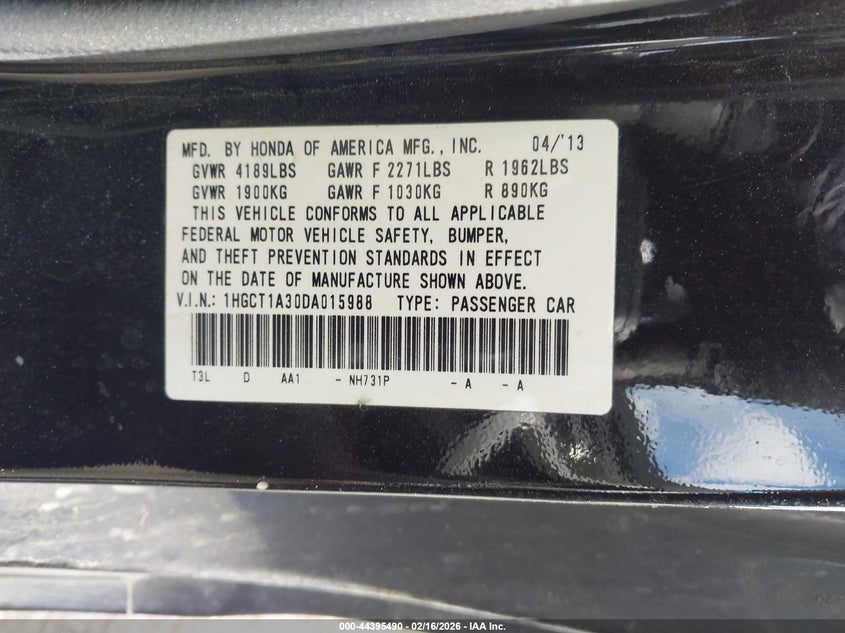 MFD. BY HONDA OF AMERICA MFG., INC. 04/'13
GVWR 4189LBS GAWR F 2271LBS R 1962LBS
GVWR 1900KG GAWR F 1030KG R 890KG
THIS VEHICLE CONFORMS TO ALL APPLICABLE
FEDERAL MOTOR VEHICLE SAFETY, BUMPER,
AND THEFT PREVENTION STANDARDS IN EFFECT
ON THE DATE OF MANUFACTURE SHOWN ABOVE.
V.I.N.: 1HGCT1A30DA015988 TYPE: PASSENGER CAR
T3L D AA1 - NH731P - A - A
000-44395490 - 02/16/2026 - IAA Inc.